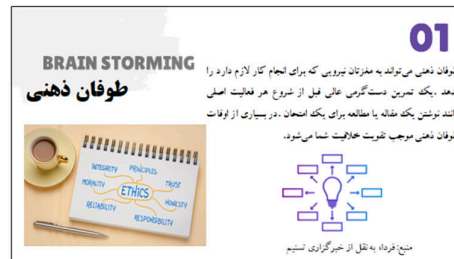 01
BRAIN STORMING
طوفان ذهنی
طوفان ذهنی می‌تواند به مغزتان نیرویی که برای انجام کار لازم دارد را
دهد .یک تمرین دست‌گرمی عالی قبل از شروع هر فعالیت اصلی
مانند نوشتن یک مقاله یا مطالعه برای یک امتحان .در بسیاری از اوقات
طوفان ذهنی موجب تقویت خلاقیت شما می‌شود.
INTEGRITY
PRINCIPLES
MORALITY
TRUST
ETHICS
HONESTY
RELIABILITY
RESPONSIBILITY
منبع: فردا، به نقل از خبرگزاری تسنیم